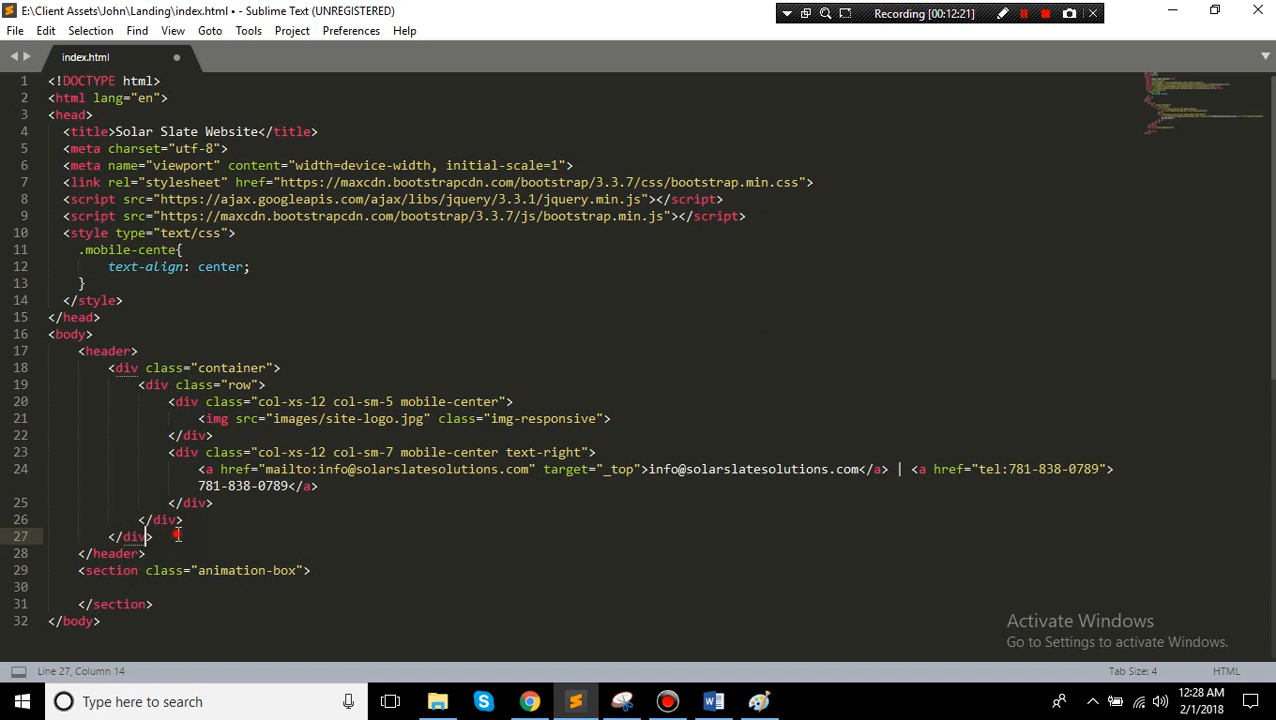 E:\Client Assets\John\Landing\index.html • - Sublime Text (UNREGISTERED)
Recording [00:12:21]
File Edit Selection Find View Goto Tools Project Preferences Help
index.html
1 <!DOCTYPE html>
2 <html lang="en">
3 <head>
4 <title>Solar Slate Website</title>
5 <meta charset="utf-8">
6 <meta name="viewport" content="width=device-width, initial-scale=1">
7 <link rel="stylesheet" href="https://maxcdn.bootstrapcdn.com/bootstrap/3.3.7/css/bootstrap.min.css">
8 <script src="https://ajax.googleapis.com/ajax/libs/jquery/3.3.1/jquery.min.js"></script>
9 <script src="https://maxcdn.bootstrapcdn.com/bootstrap/3.3.7/js/bootstrap.min.js"></script>
10 <style type="text/css">
11 .mobile-cente{
12 text-align: center;
13 }
14 </style>
15 </head>
16 <body>
17 <header>
18 <div class="container">
19 <div class="row">
20 <div class="col-xs-12 col-sm-5 mobile-center">
21 <img src="images/site-logo.jpg" class="img-responsive">
22 </div>
23 <div class="col-xs-12 col-sm-7 mobile-center text-right">
24 <a href="mailto:info@solarslatesolutions.com" target="_top">info@solarslatesolutions.com</a> | <a href="tel:781-838-0789">
781-838-0789</a>
25 </div>
26 </div>
27 </div>
28 </header>
29 <section class="animation-box">
30
31 </section>
32 </body>
Activate Windows
Go to Settings to activate Windows.
Line 27, Column 14
Tab Size: 4
HTML
Type here to search
12:28 AM
2/1/2018